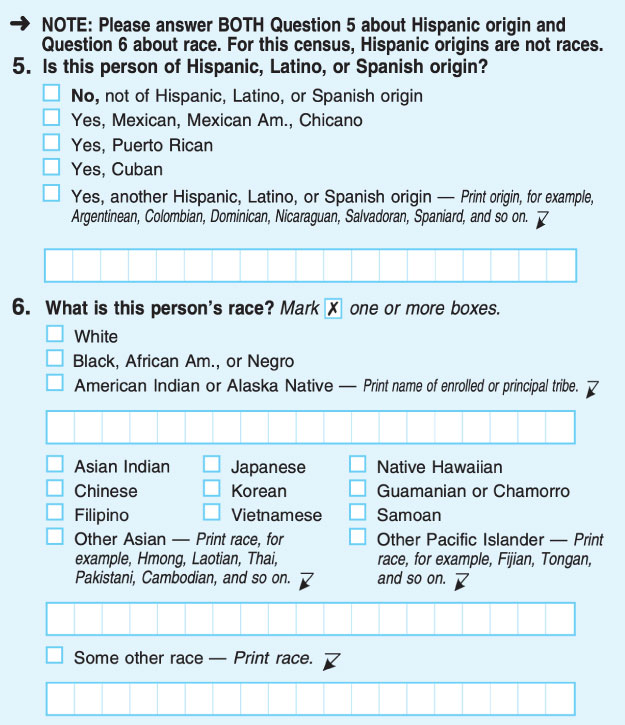 ➔ NOTE: Please answer BOTH Question 5 about Hispanic origin and
Question 6 about race. For this census, Hispanic origins are not races.
5. Is this person of Hispanic, Latino, or Spanish origin?
No, not of Hispanic, Latino, or Spanish origin
Yes, Mexican, Mexican Am., Chicano
Yes, Puerto Rican
Yes, Cuban
Yes, another Hispanic, Latino, or Spanish origin — Print origin, for example,
Argentinean, Colombian, Dominican, Nicaraguan, Salvadoran, Spaniard, and so on.
6. What is this person's race? Mark ✗ one or more boxes.
White
Black, African Am., or Negro
American Indian or Alaska Native — Print name of enrolled or principal tribe.
Asian Indian
Chinese
Filipino
Other Asian — Print race, for
example, Hmong, Laotian, Thai,
Pakistani, Cambodian, and so on.
Japanese
Korean
Vietnamese
Native Hawaiian
Guamanian or Chamorro
Samoan
Other Pacific Islander — Print
race, for example, Fijian, Tongan,
and so on.
Some other race — Print race.